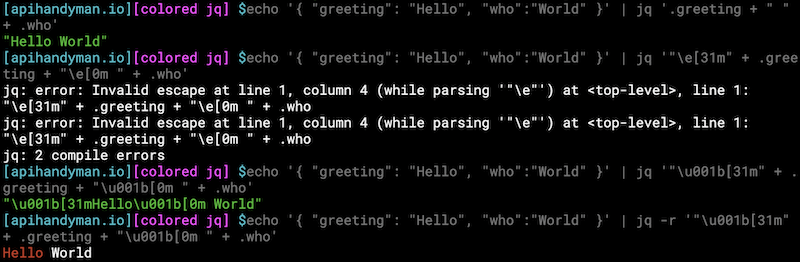 [apihandyman.io][colored jq] $echo '{ "greeting": "Hello", "who":"World" }' | jq '.greeting + " "
+ .who'
"Hello World"
[apihandyman.io][colored jq] $echo '{ "greeting": "Hello", "who":"World" }' | jq '"\e[31m" + .gree
ting + "\e[0m " + .who'
jq: error: Invalid escape at line 1, column 4 (while parsing '"\e"') at <top-level>, line 1:
"\e[31m" + .greeting + "\e[0m " + .who
jq: error: Invalid escape at line 1, column 4 (while parsing '"\e"') at <top-level>, line 1:
"\e[31m" + .greeting + "\e[0m " + .who
jq: 2 compile errors
[apihandyman.io][colored jq] $echo '{ "greeting": "Hello", "who":"World" }' | jq '"\u001b[31m" + .
greeting + "\u001b[0m " + .who'
"\u001b[31mHello\u001b[0m World"
[apihandyman.io][colored jq] $echo '{ "greeting": "Hello", "who":"World" }' | jq -r '"\u001b[31m"
+ .greeting + "\u001b[0m " + .who'
Hello World